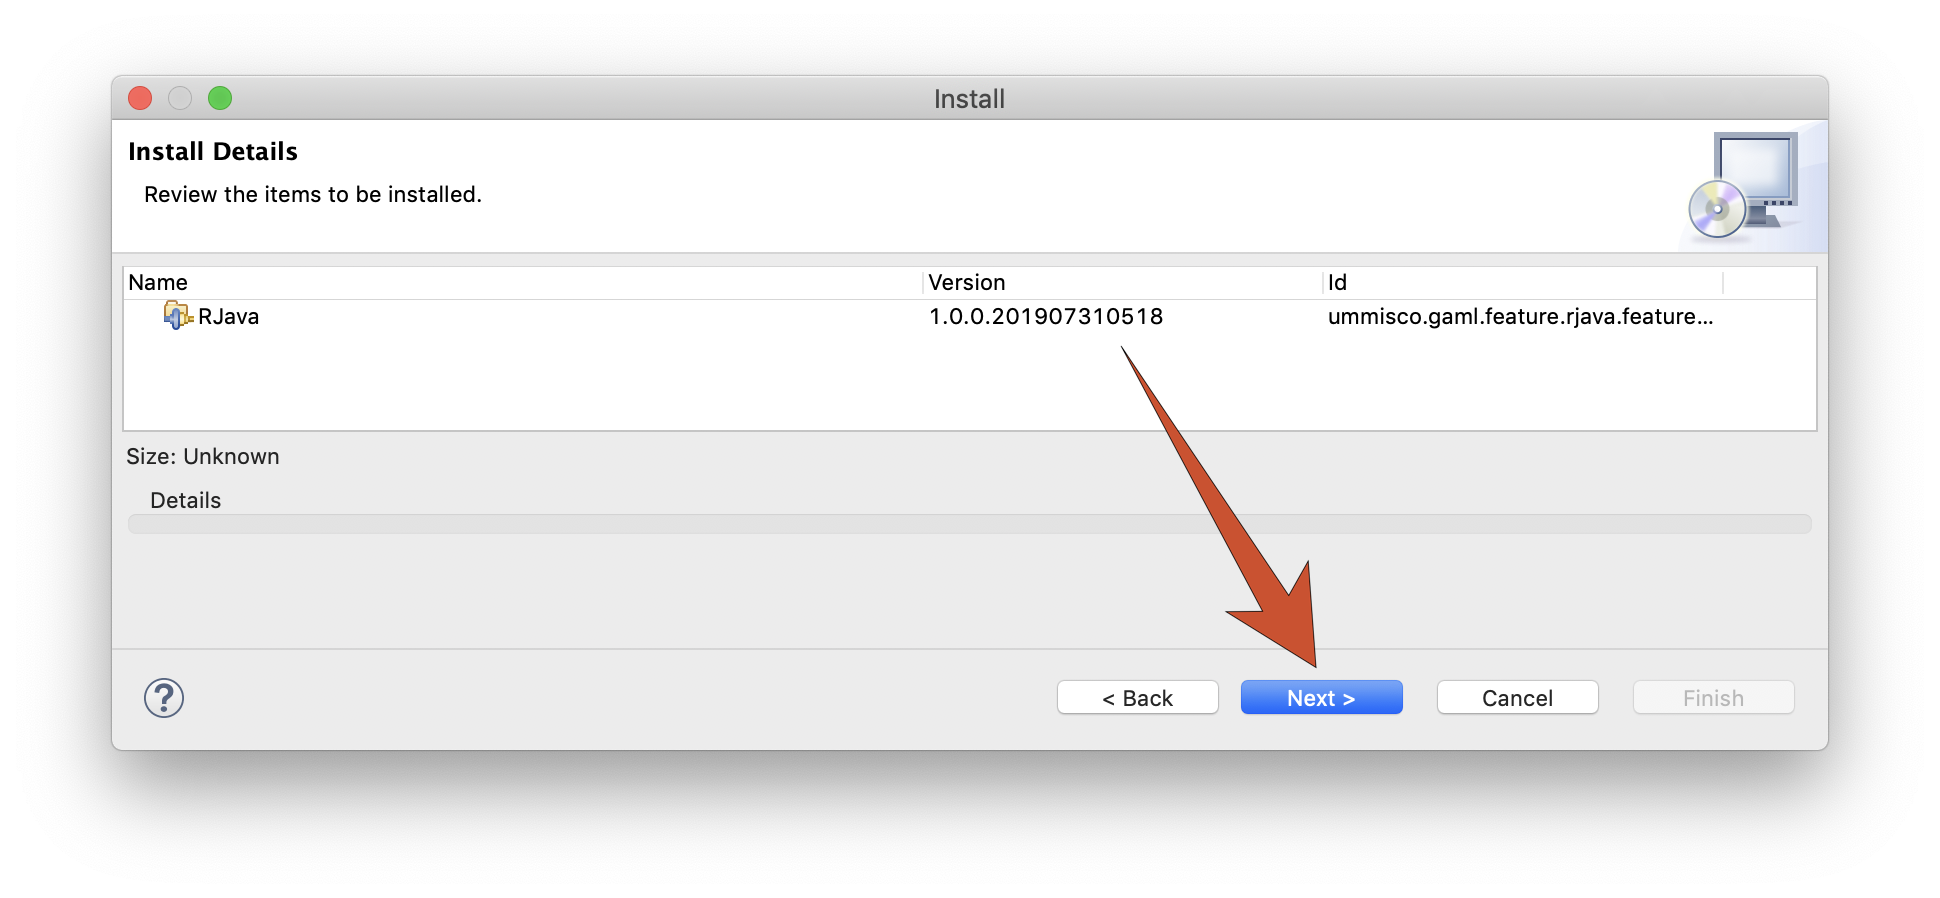 Install
Install Details
Review the items to be installed.
Name Version Id
RJava 1.0.0.201907310518 ummisco.gaml.feature.rjava.feature...
Size: Unknown
Details
? < Back Next > Cancel Finish